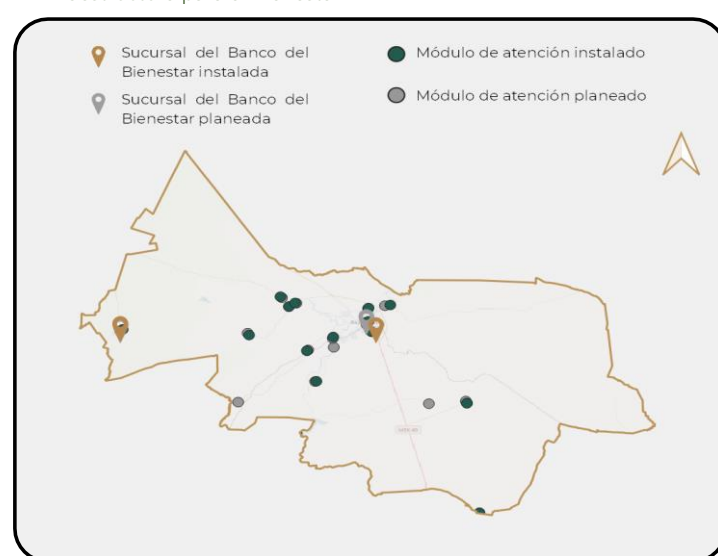 Sucursal del Banco del
Bienestar instalada
Sucursal del Banco del
Bienestar planeada
Módulo de atención instalado
Módulo de atención planeado